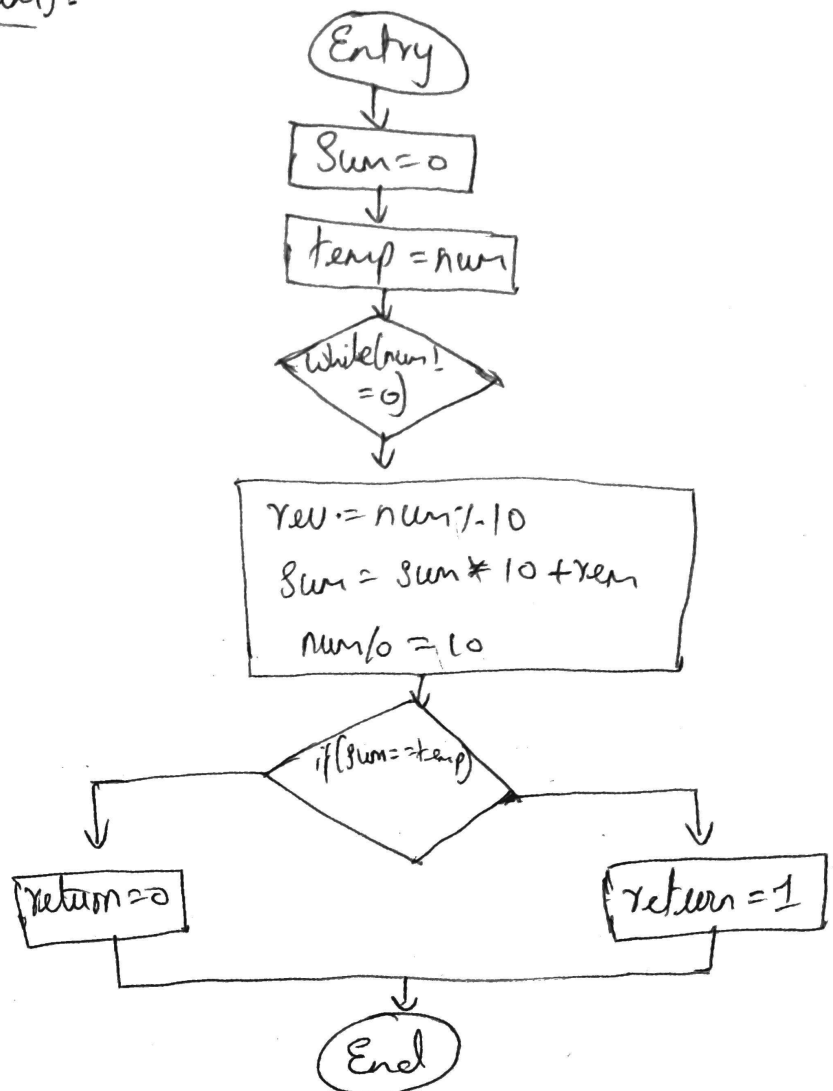 Entry
Sum=0
temp=num
while(num!
=0)
rev.=num%10
sum=sum*10+rem
num/0=10
if(sum==temp)
return=0
return=1
End